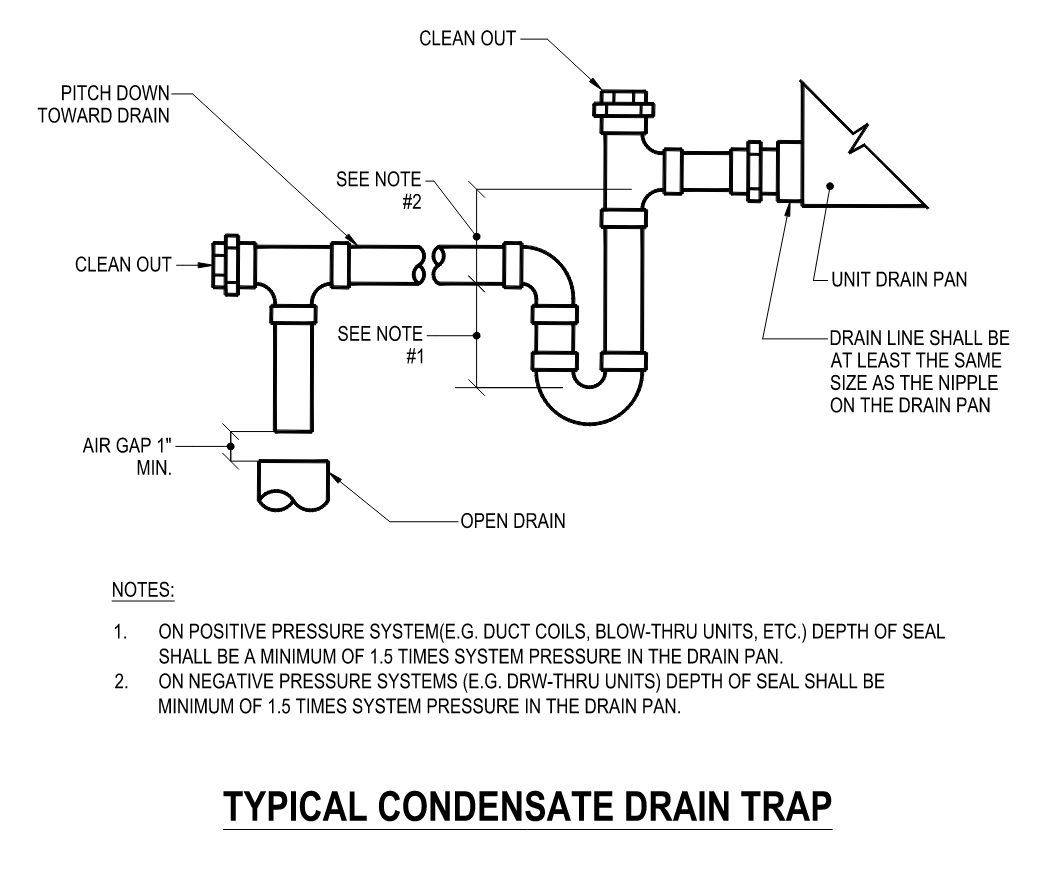 CLEAN OUT
PITCH DOWN
TOWARD DRAIN
SEE NOTE
#2
CLEAN OUT
UNIT DRAIN PAN
SEE NOTE
#1
DRAIN LINE SHALL BE
AT LEAST THE SAME
SIZE AS THE NIPPLE
ON THE DRAIN PAN
AIR GAP 1"
MIN.
OPEN DRAIN
NOTES:
1. ON POSITIVE PRESSURE SYSTEM(E.G. DUCT COILS, BLOW-THRU UNITS, ETC.) DEPTH OF SEAL
SHALL BE A MINIMUM OF 1.5 TIMES SYSTEM PRESSURE IN THE DRAIN PAN.
2. ON NEGATIVE PRESSURE SYSTEMS (E.G. DRW-THRU UNITS) DEPTH OF SEAL SHALL BE
MINIMUM OF 1.5 TIMES SYSTEM PRESSURE IN THE DRAIN PAN.
TYPICAL CONDENSATE DRAIN TRAP